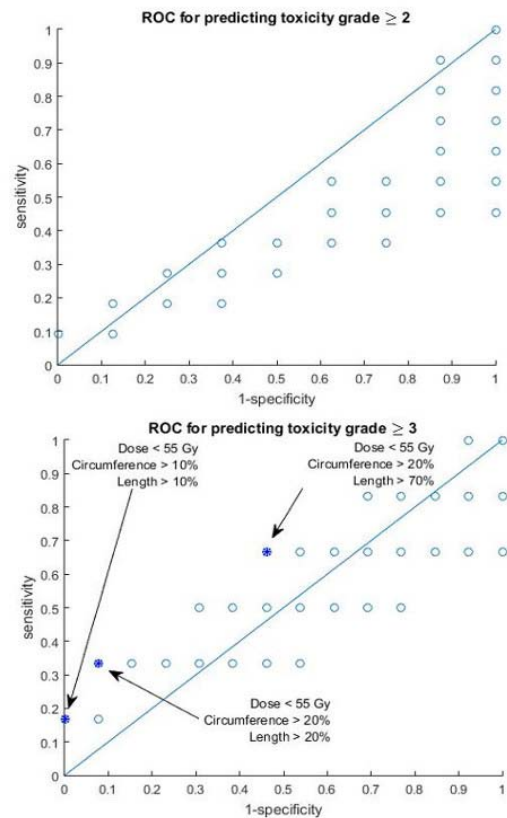 ROC for predicting toxicity grade ≥ 2
1
0.9
0.8
0.7
0.6
0.5
0.4
0.3
0.2
0.1
0
sensitivity
0 0.1 0.2 0.3 0.4 0.5 0.6 0.7 0.8 0.9 1
1-specificity
ROC for predicting toxicity grade ≥ 3
Dose < 55 Gy
Circumference > 10%
Length > 10%
Dose < 55 Gy
Circumference > 20%
Length > 70%
1
0.9
0.8
0.7
0.6
0.5
0.4
0.3
0.2
0.1
0
sensitivity
Dose < 55 Gy
Circumference > 20%
Length > 20%
0 0.1 0.2 0.3 0.4 0.5 0.6 0.7 0.8 0.9 1
1-specificity